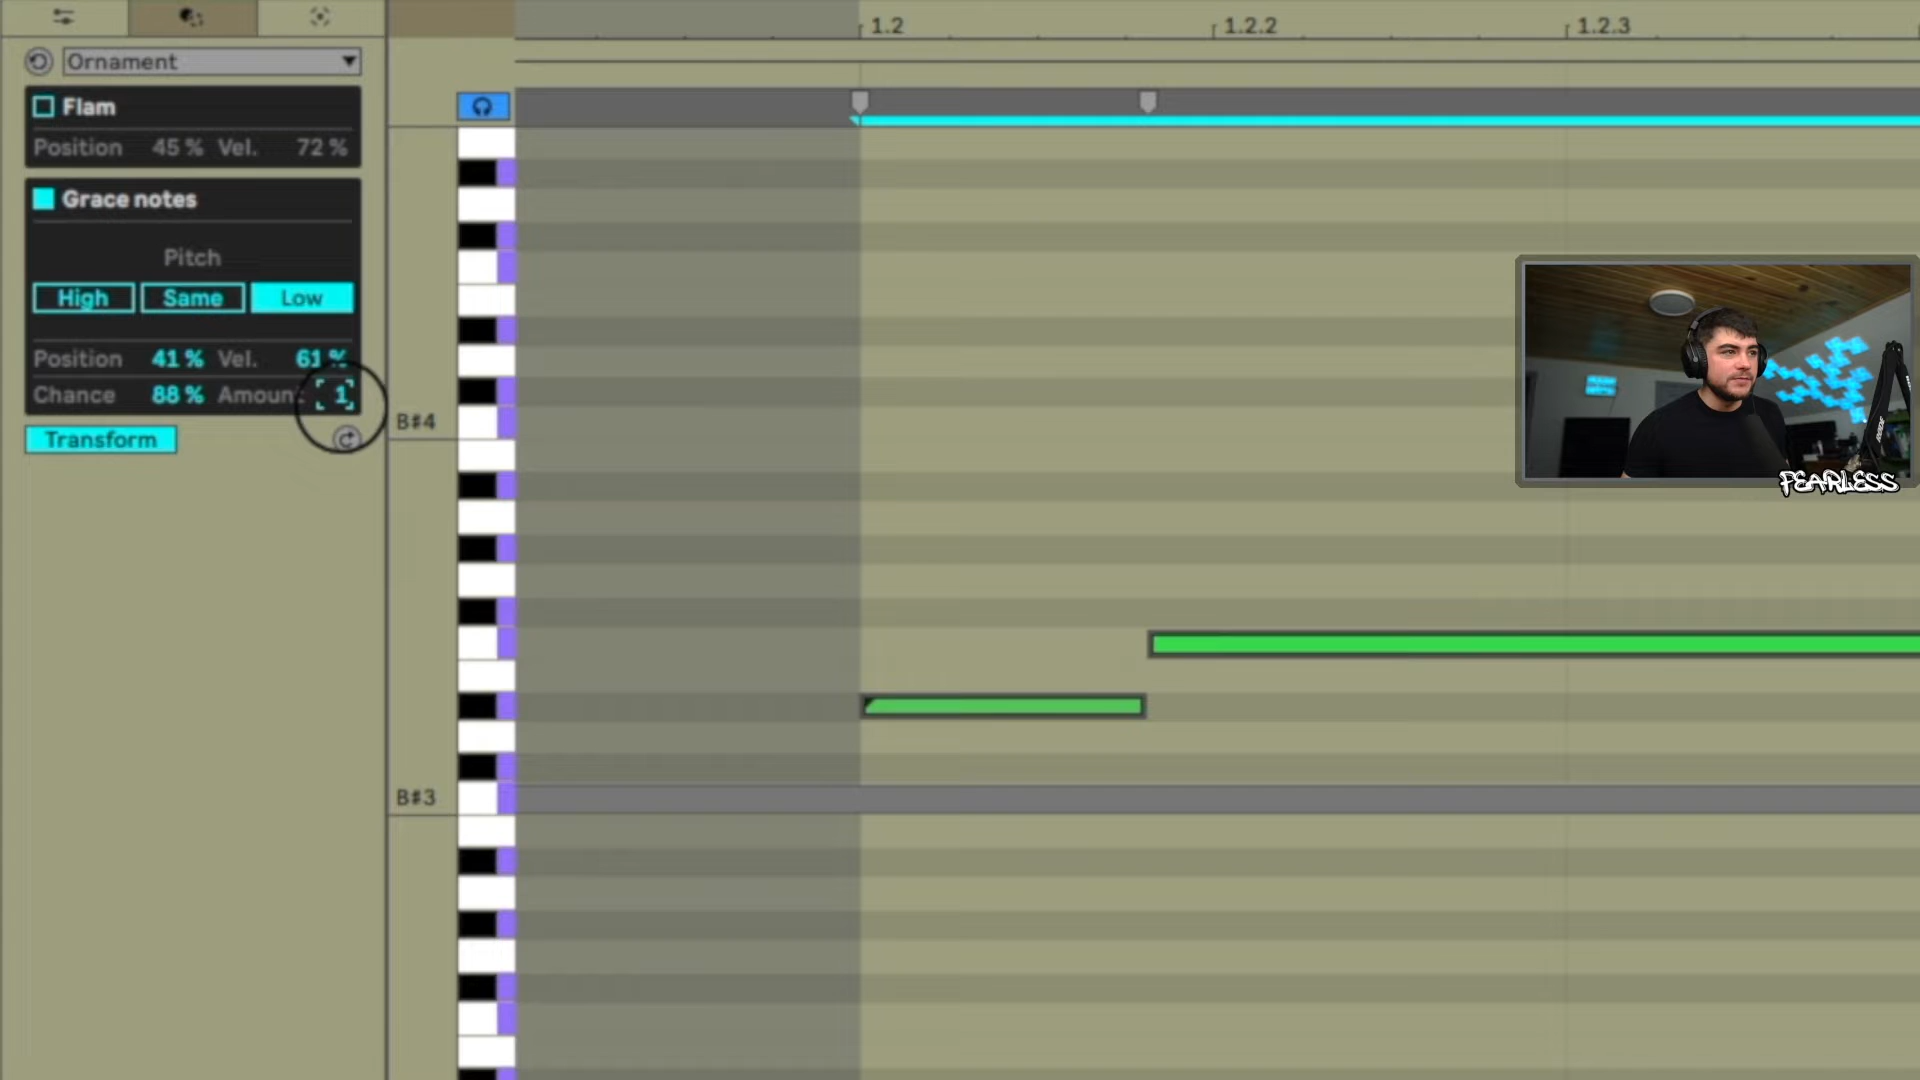 1.2 1.2.2 1.2.3
Ornament
Flam
Position 45 % Vel. 72 %
Grace notes
Pitch
High Same Low
Position 41 % Vel. 61 %
Chance 88 % Amount 1
Transform
B♯4
B♯3
FEARLESS